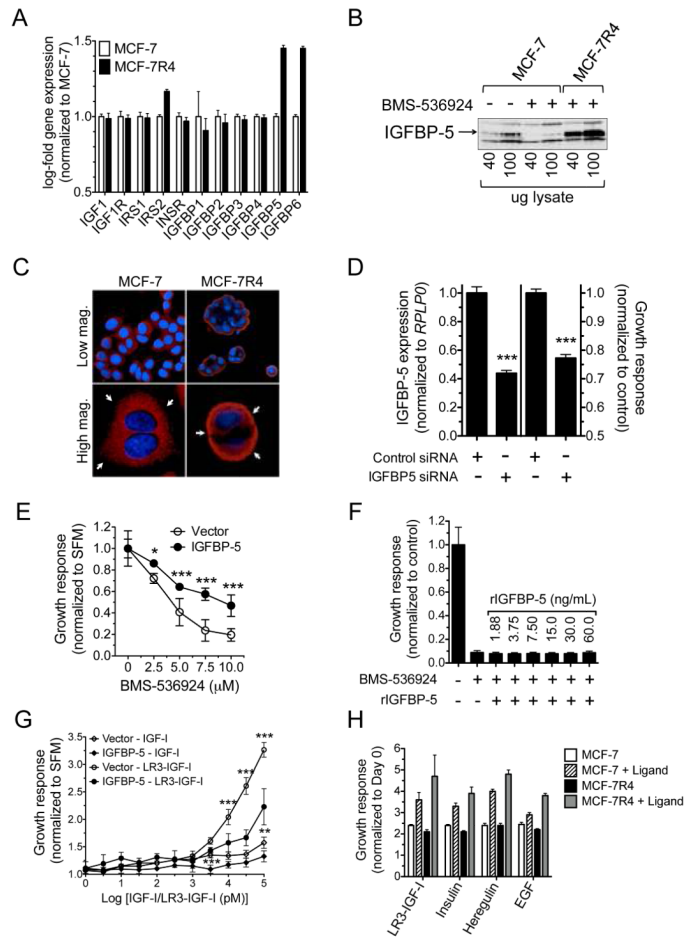 A
log-fold gene expression
(normalized to MCF-7)
1.5
1.0
0.5
MCF-7
MCF-7R4
IGF1
IGF1R
IRS1
IRS2
INSR
IGFBP1
IGFBP2
IGFBP3
IGFBP4
IGFBP5
IGFBP6
B
MCF-7
MCF-7R4
BMS-536924 - - + + + +
IGFBP-5
40 100 40 100 40 100
ug lysate
C
MCF-7 MCF-7R4
Low mag.
High mag.
D
IGFBP-5 expression
(normalized to RPLP0)
1.0
0.8
0.6
0.4
0.2
0.0
***
***
1.0
0.9
0.8
0.7
0.6
0.5
Growth response
(normalized to control)
Control siRNA + - + -
IGFBP5 siRNA - + - +
E
Growth response
(normalized to SFM)
1.2
1.0
0.8
0.6
0.4
0.2
0.0
Vector
IGFBP-5
* *** *** ***
0 2.5 5.0 7.5 10.0
BMS-536924 (μM)
F
Growth response
(normalized to control)
1.2
1.0
0.8
0.6
0.4
0.2
0.0
rIGFBP-5 (ng/mL)
1.88 3.75 7.50 15.0 30.0 60.0
BMS-536924 - + + + + + + +
rIGFBP-5 - - + + + + + +
G
Growth response
(normalized to SFM)
3.5
3.0
2.5
2.0
1.5
1.0
Vector - IGF-I
IGFBP-5 - IGF-I
Vector - LR3-IGF-I
IGFBP-5 - LR3-IGF-I
***
***
***
**
***
0 1 2 3 4 5
Log [IGF-I/LR3-IGF-I (pM)]
H
Growth response
(normalized to Day 0)
6
5
4
3
2
1
0
MCF-7
MCF-7 + Ligand
MCF-7R4
MCF-7R4 + Ligand
LR3-IGF-I
Insulin
Heregulin
EGF